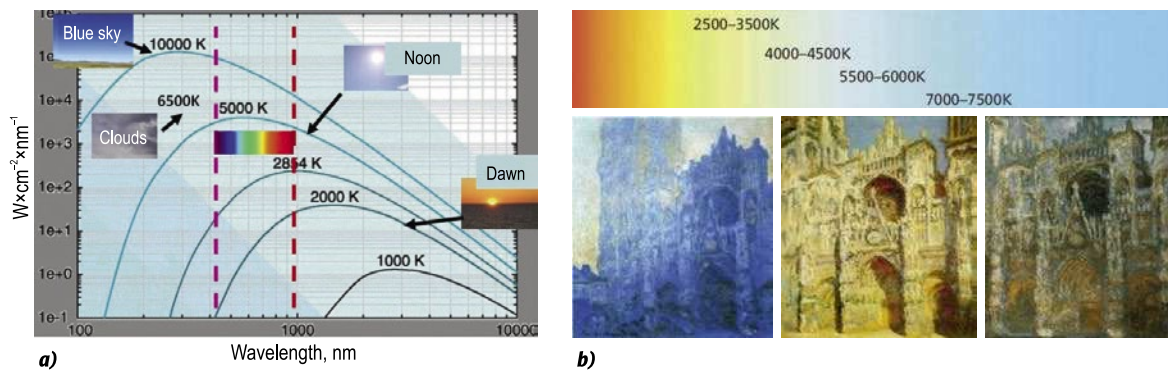 Blue sky
10000 K
Noon
6500K
5000 K
Clouds
2854 K
Dawn
2000 K
1000 K
1e+4
1e+3
1e+2
1e+1
1e+0
1e-1
100
1000
W×cm⁻²×nm⁻¹
Wavelength, nm
a)
2500–3500K
4000–4500K
5500–6000K
7000–7500K
b)